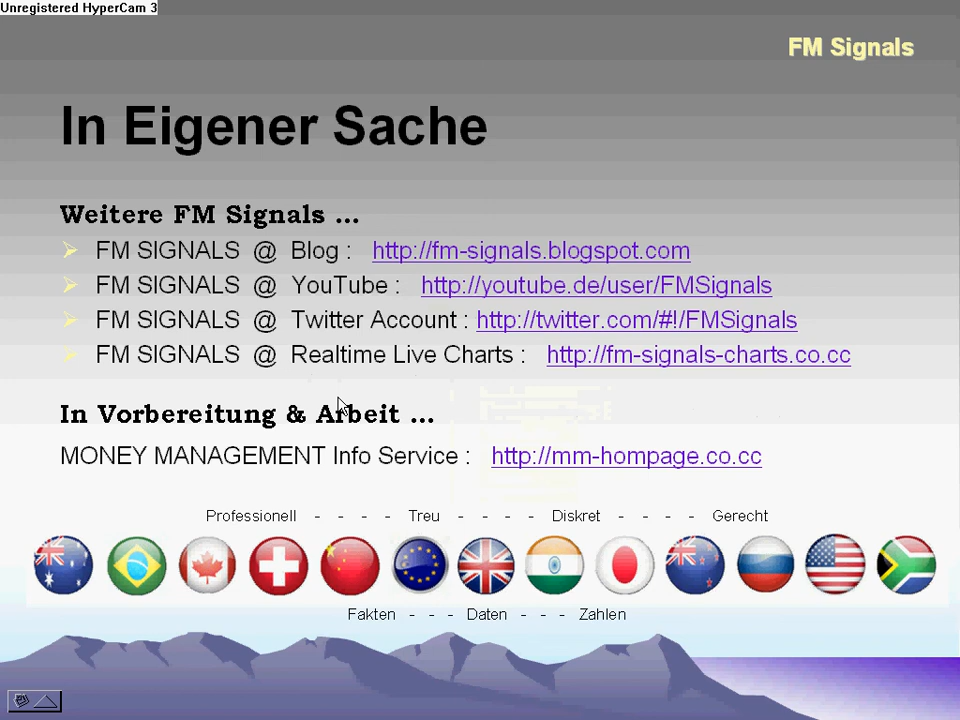 Unregistered HyperCam 3
FM Signals
In Eigener Sache
Weitere FM Signals ...
FM SIGNALS @ Blog : http://fm-signals.blogspot.com
FM SIGNALS @ YouTube : http://youtube.de/user/FMSignals
FM SIGNALS @ Twitter Account : http://twitter.com/#!/FMSignals
FM SIGNALS @ Realtime Live Charts : http://fm-signals-charts.co.cc
In Vorbereitung & Arbeit ...
MONEY MANAGEMENT Info Service : http://mm-hompage.co.cc
Professionell - - - - Treu - - - - Diskret - - - - Gerecht
Fakten - - - Daten - - - Zahlen